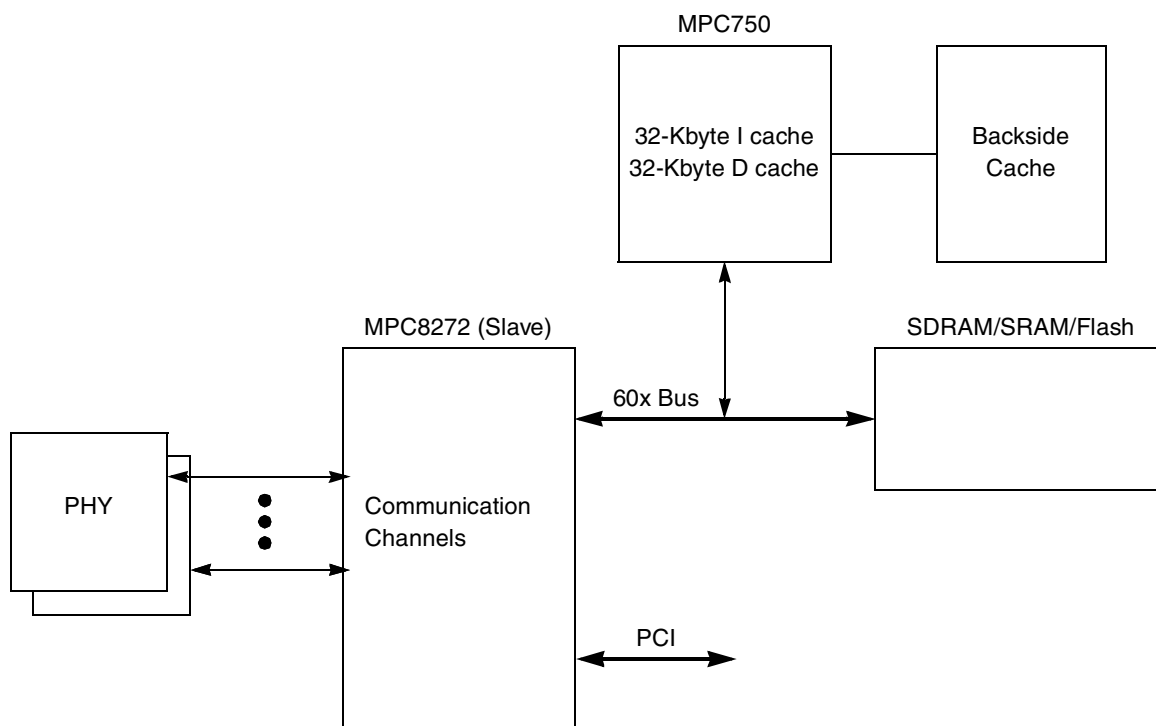 MPC750
32-Kbyte I cache
32-Kbyte D cache
Backside
Cache
MPC8272 (Slave)
SDRAM/SRAM/Flash
60x Bus
PHY
Communication
Channels
PCI